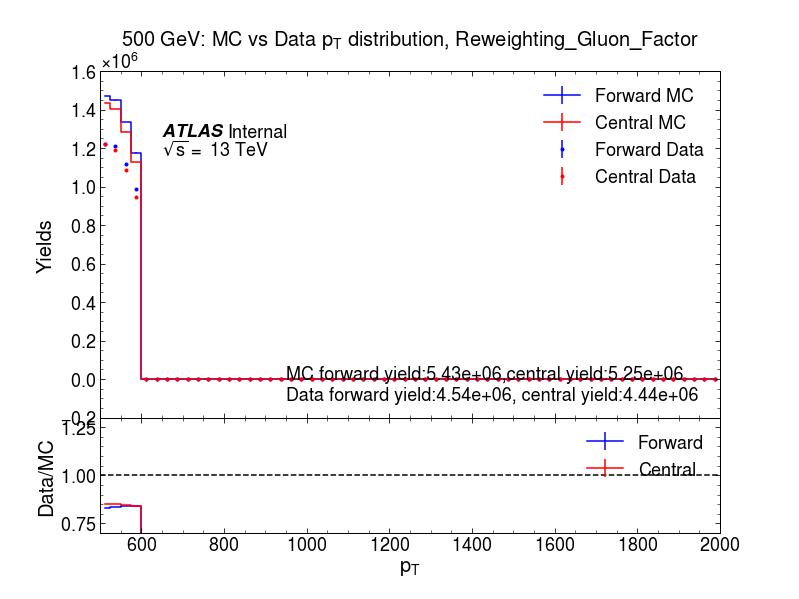 500 GeV: MC vs Data pT distribution, Reweighting_Gluon_Factor
×10⁶
1.6
1.4
1.2
1.0
0.8
0.6
0.4
0.2
0.0
0.2
Yields
ATLAS Internal
√s = 13 TeV
Forward MC
Central MC
Forward Data
Central Data
MC forward yield:5.43e+06,central yield:5.25e+06
Data forward yield:4.54e+06, central yield:4.44e+06
1.25
1.00
0.75
Data/MC
Forward
Central
600 800 1000 1200 1400 1600 1800 2000
pT